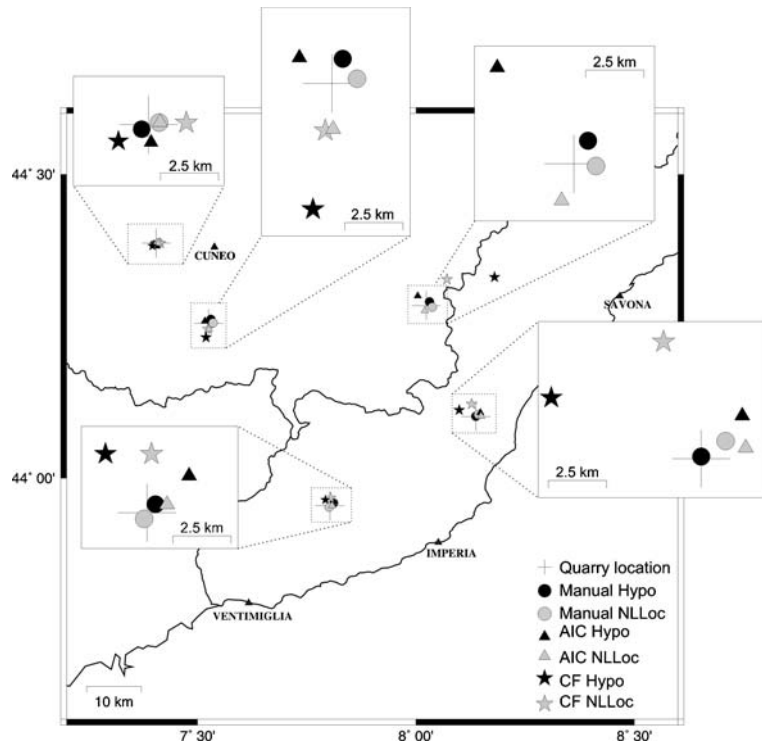 2.5 km
2.5 km
2.5 km
44° 30'
CUNEO
SAVONA
2.5 km
2.5 km
44° 00'
IMPERIA
VENTIMIGLIA
10 km
Quarry location
Manual Hypo
Manual NLLoc
AIC Hypo
AIC NLLoc
CF Hypo
CF NLLoc
7° 30'
8° 00'
8° 30'